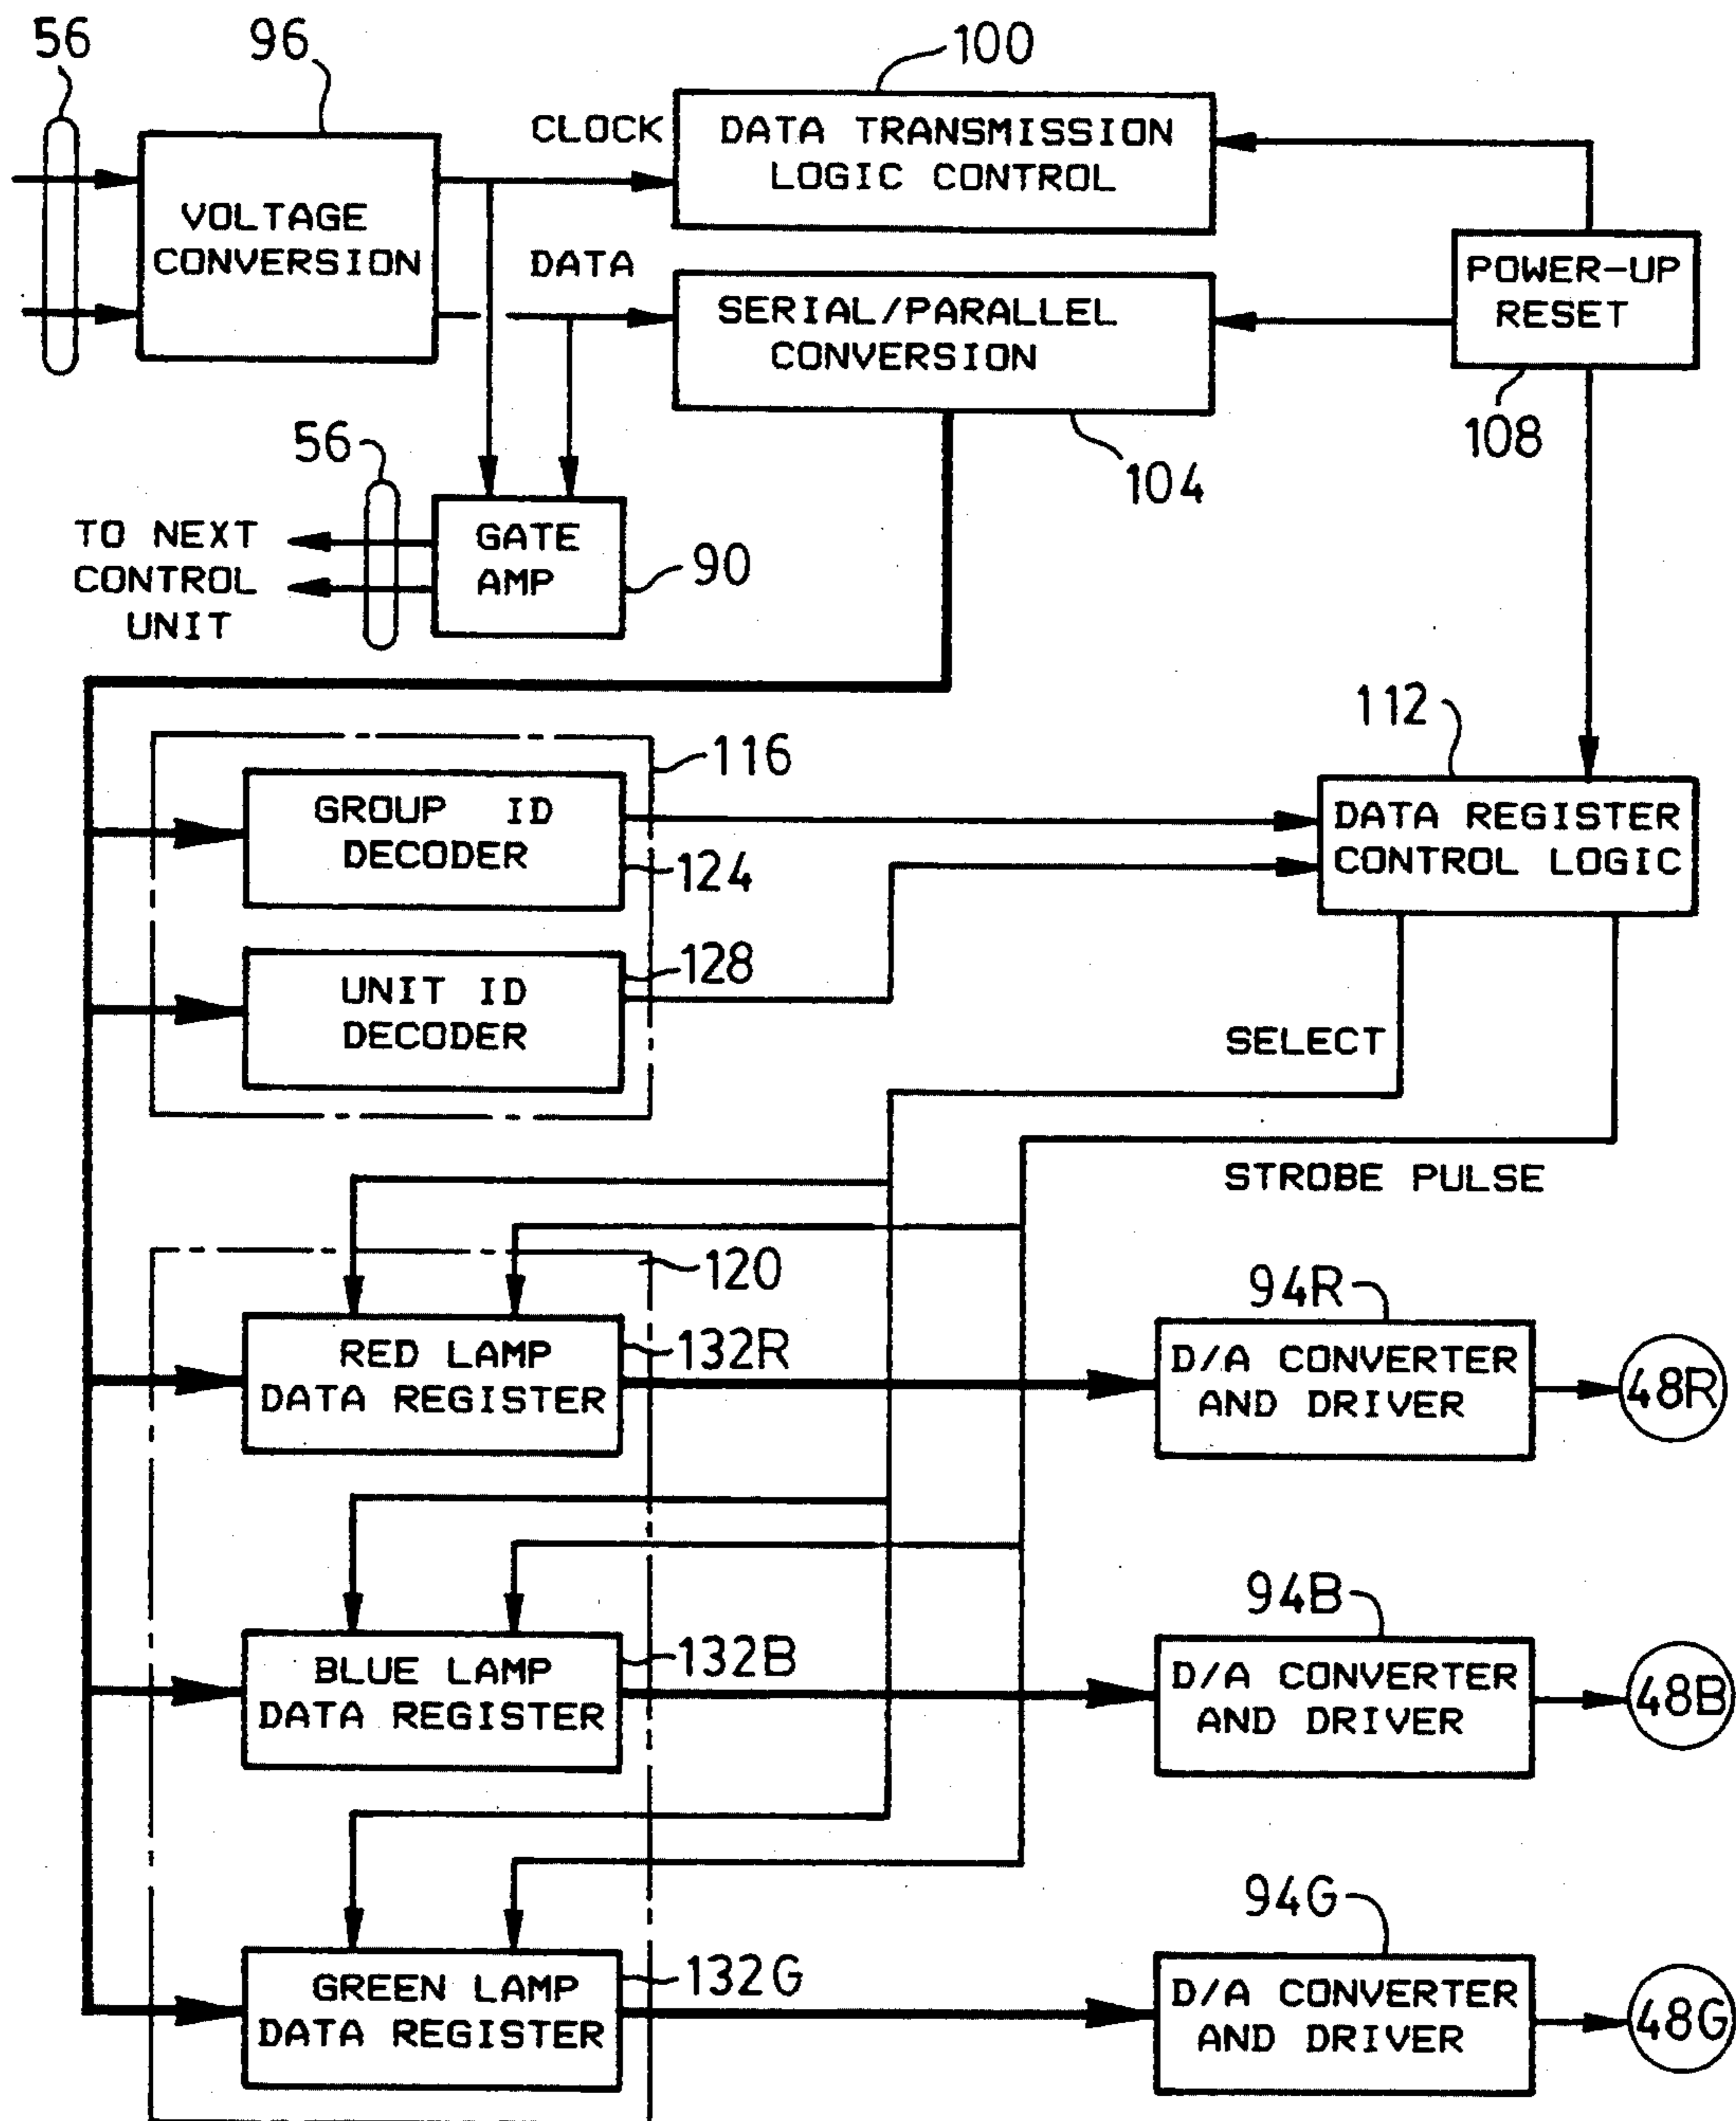 56
96
100
CLOCK
DATA TRANSMISSION
LOGIC CONTROL
VOLTAGE
CONVERSION
DATA
SERIAL/PARALLEL
CONVERSION
POWER-UP
RESET
108
104
56
TO NEXT
CONTROL
UNIT
GATE
AMP
90
112
116
GROUP ID
DECODER
124
DATA REGISTER
CONTROL LOGIC
128
UNIT ID
DECODER
SELECT
STROBE PULSE
120
94R
RED LAMP
DATA REGISTER
132R
D/A CONVERTER
AND DRIVER
48R
94B
BLUE LAMP
DATA REGISTER
132B
D/A CONVERTER
AND DRIVER
48B
94G
GREEN LAMP
DATA REGISTER
132G
D/A CONVERTER
AND DRIVER
48G